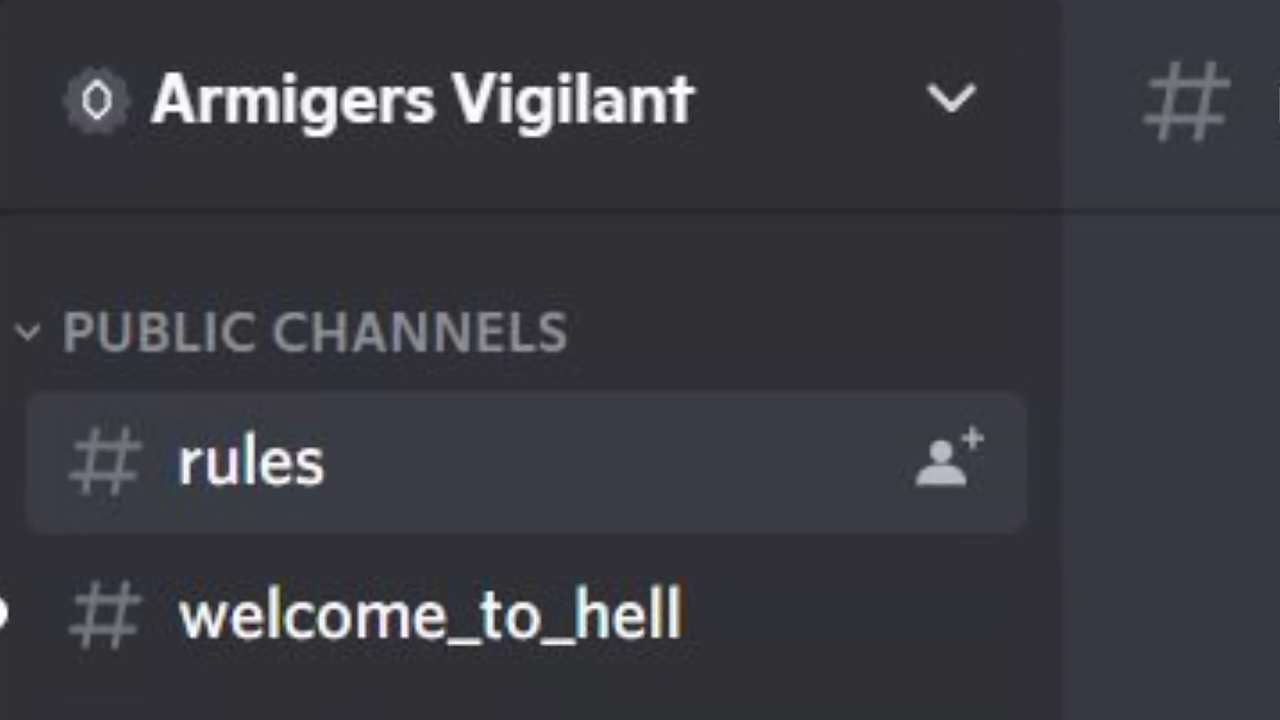 Armigers Vigilant
PUBLIC CHANNELS
# rules
# welcome_to_hell